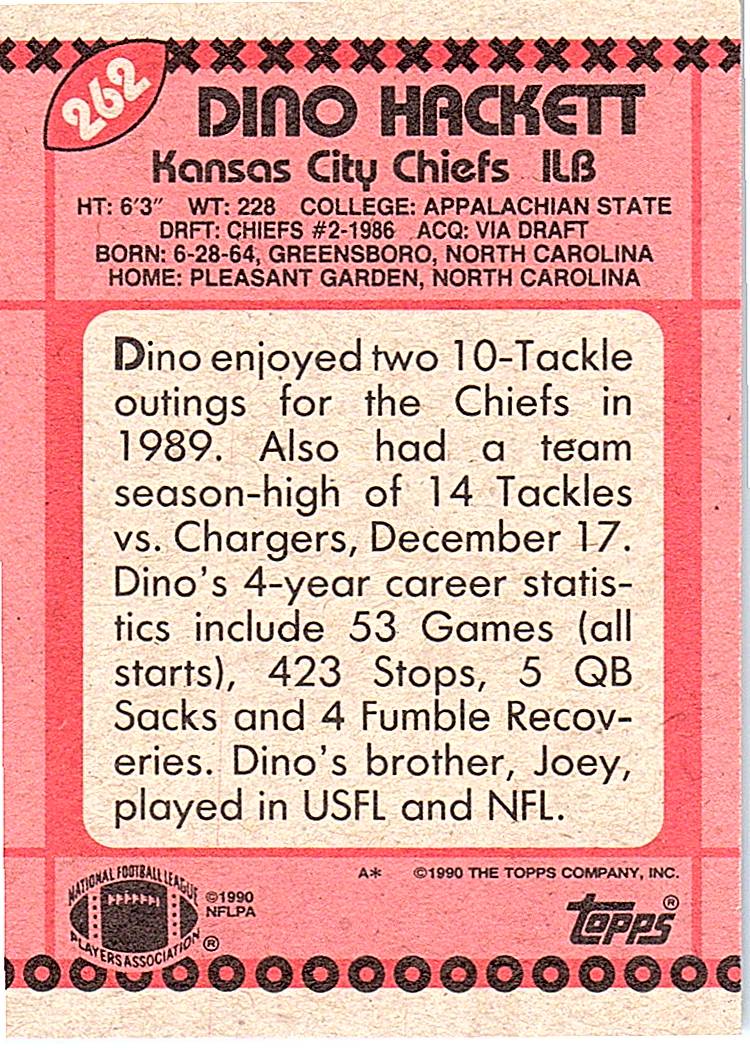 262
DINO HACKETT
Kansas City Chiefs ILB
HT: 6'3" WT: 228 COLLEGE: APPALACHIAN STATE
DRFT: CHIEFS #2-1986 ACQ: VIA DRAFT
BORN: 6-28-64, GREENSBORO, NORTH CAROLINA
HOME: PLEASANT GARDEN, NORTH CAROLINA
Dino enjoyed two 10-Tackle
outings for the Chiefs in
1989. Also had a team
season-high of 14 Tackles
vs. Chargers, December 17.
Dino's 4-year career statis-
tics include 53 Games (all
starts), 423 Stops, 5 QB
Sacks and 4 Fumble Recov-
eries. Dino's brother, Joey,
played in USFL and NFL.
A* ©1990 THE TOPPS COMPANY, INC.
NATIONAL FOOTBALL LEAGUE
PLAYERS ASSOCIATION ®
©1990
NFLPA
topps ®